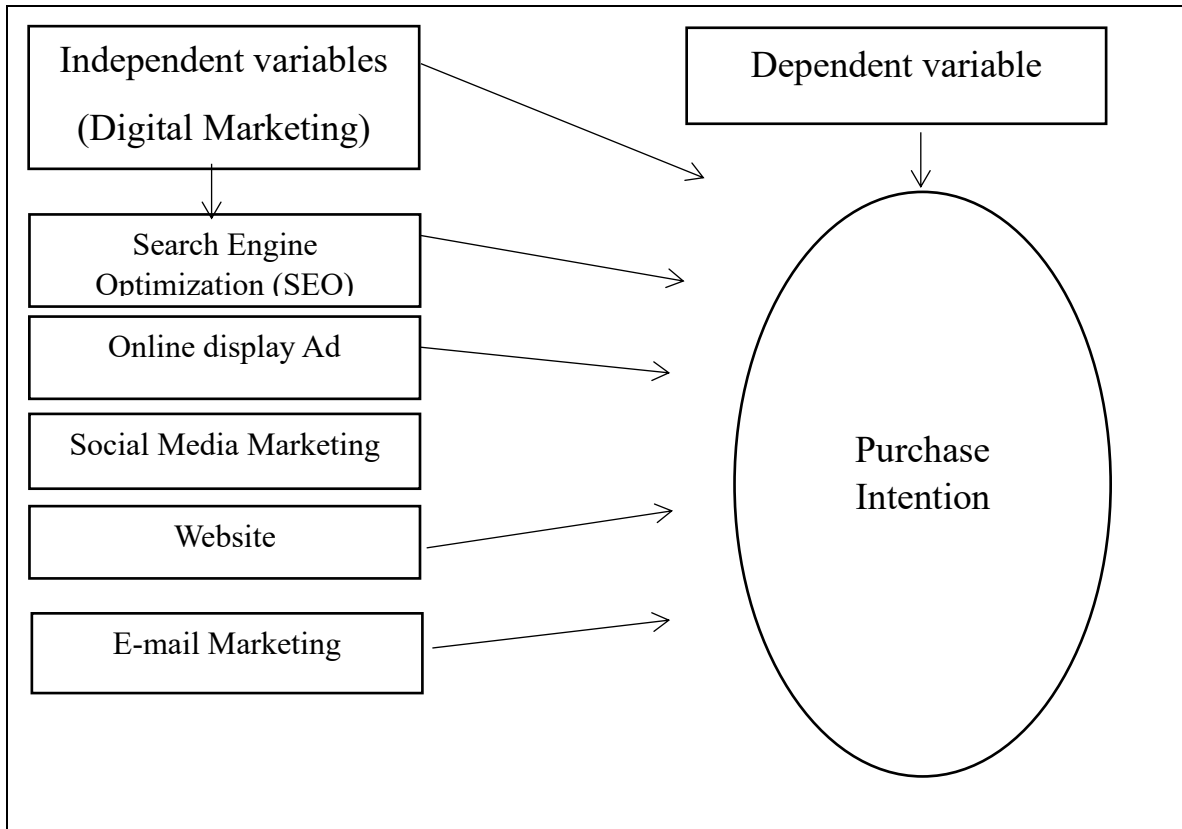 Independent variables
(Digital Marketing)
Dependent variable
Search Engine
Optimization (SEO)
Online display Ad
Social Media Marketing
Website
E-mail Marketing
Purchase
Intention